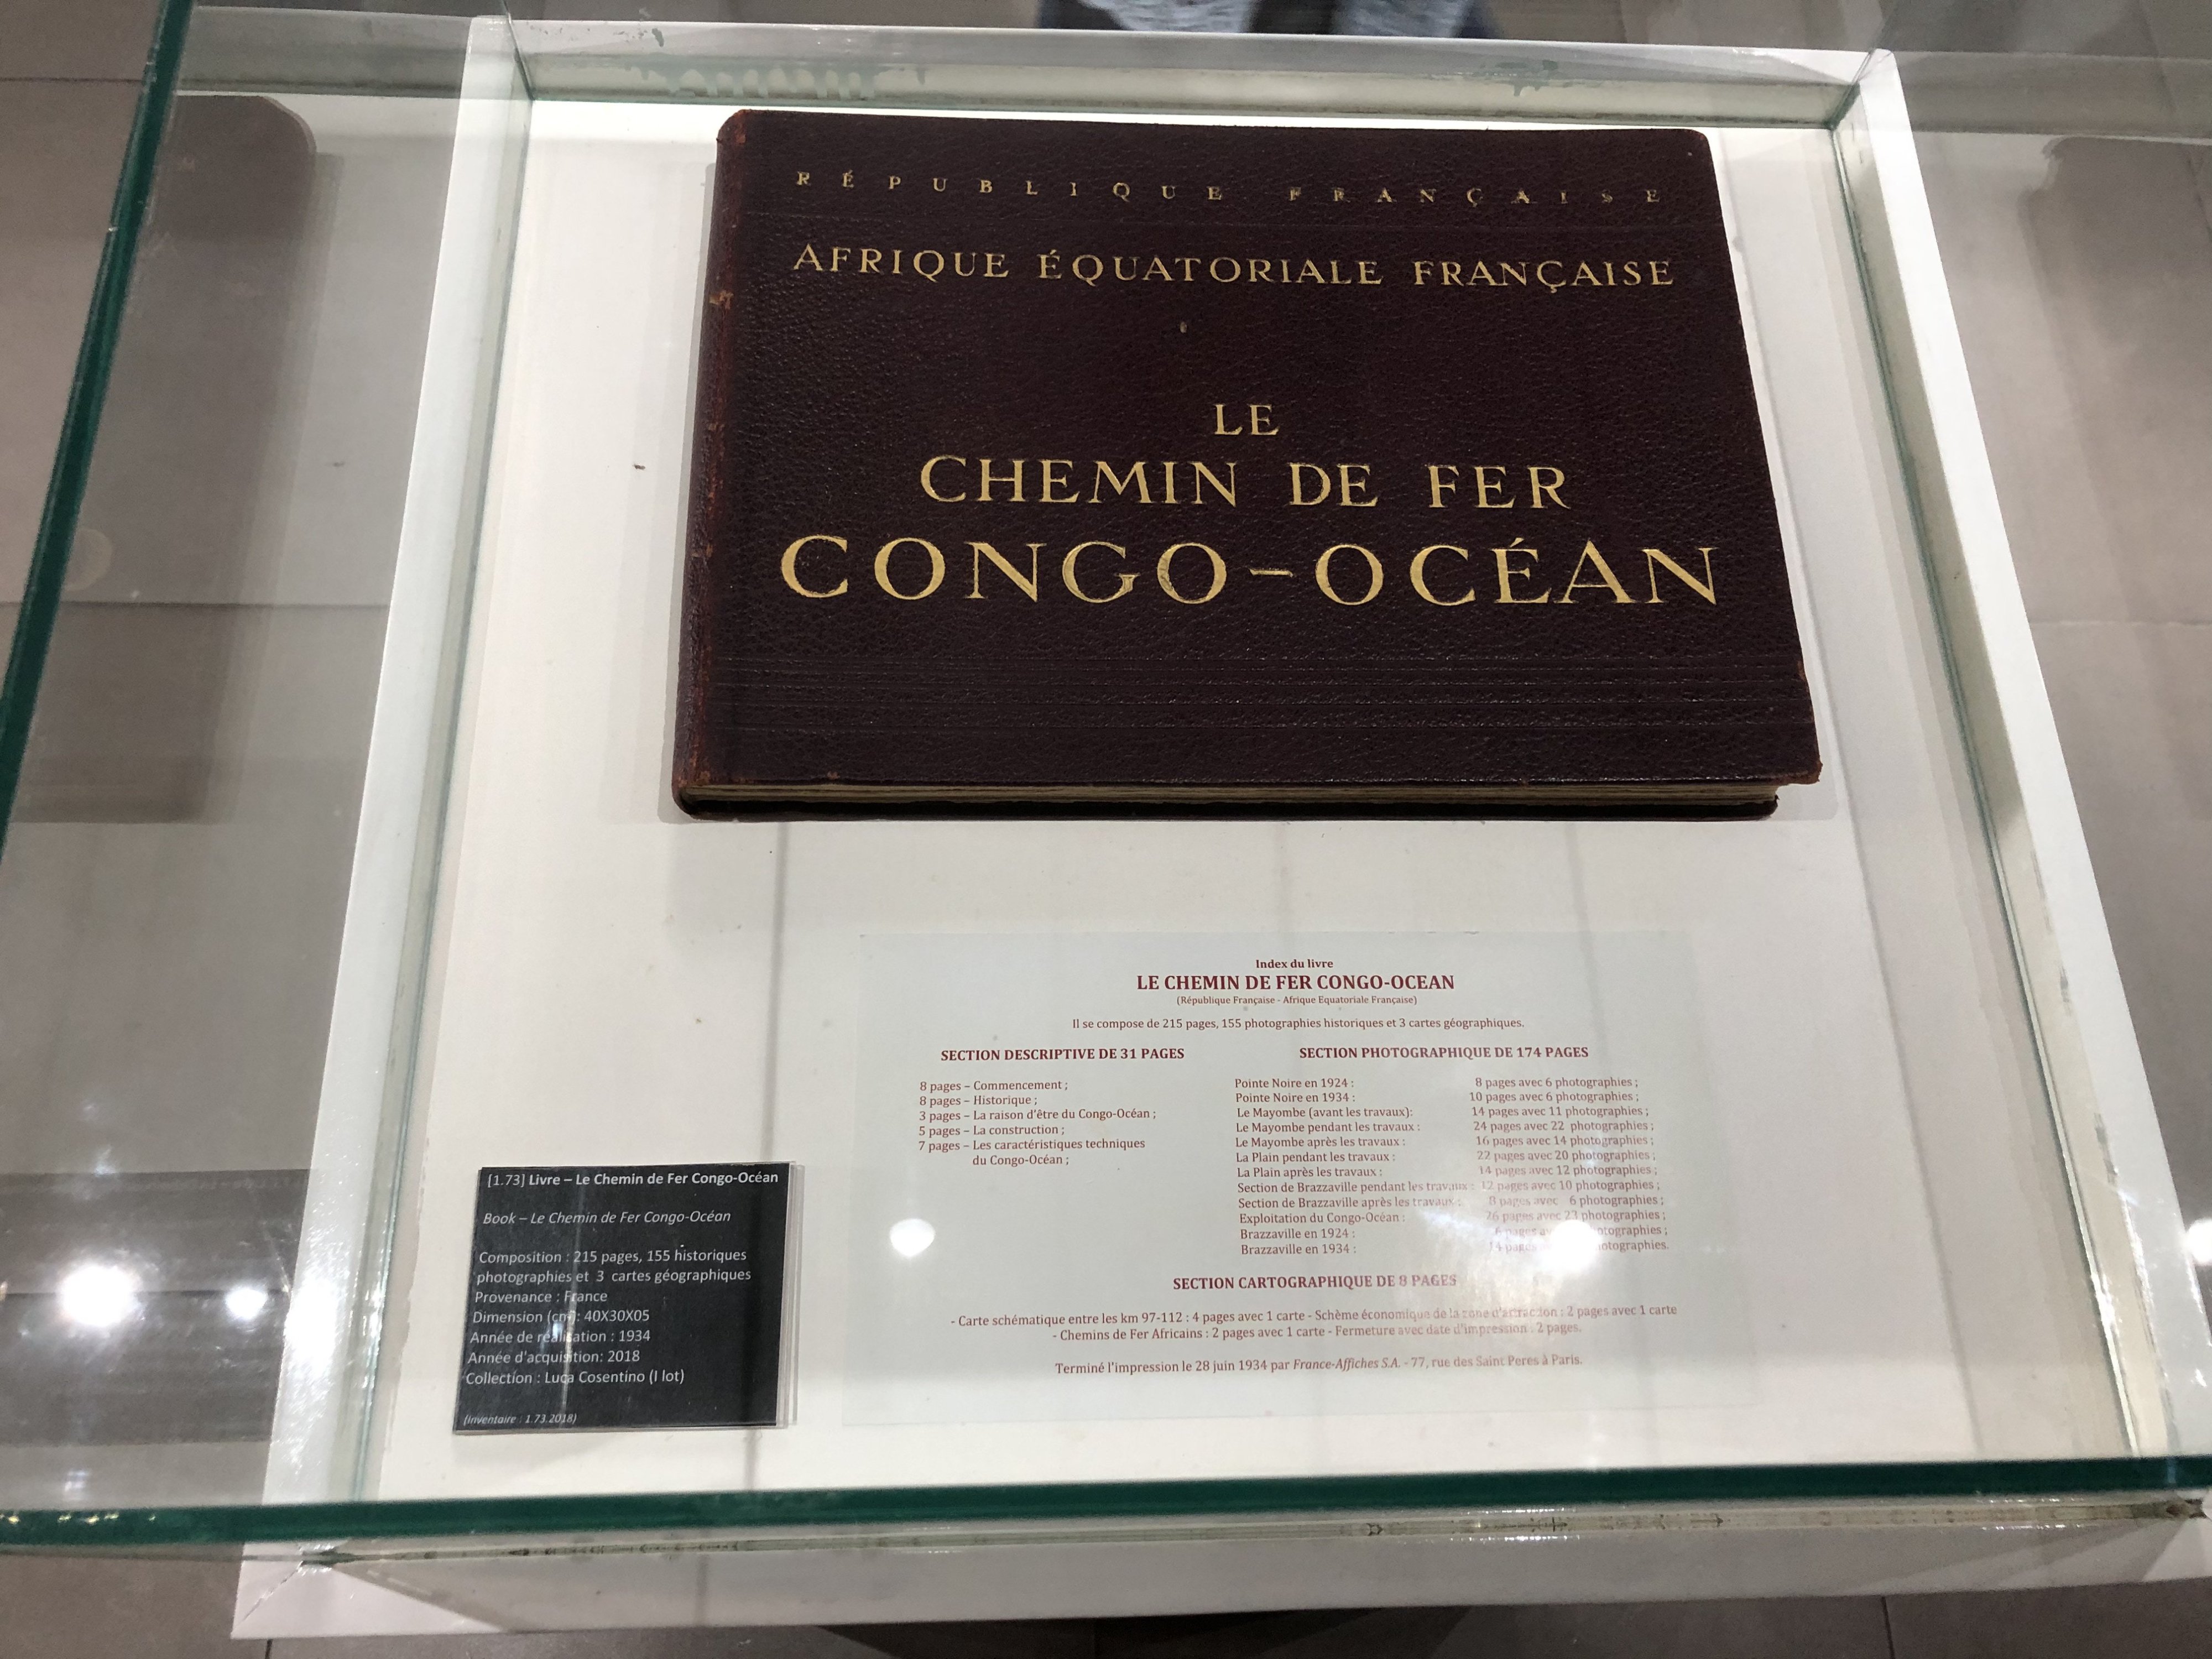 RÉPUBLIQUE FRANÇAISE
AFRIQUE ÉQUATORIALE FRANÇAISE
LE
CHEMIN DE FER
CONGO-OCÉAN
Index du livre
LE CHEMIN DE FER CONGO-OCEAN
(République Française - Afrique Equatoriale Française)
Il se compose de 215 pages, 155 photographies historiques et 3 cartes géographiques.
SECTION DESCRIPTIVE DE 31 PAGES
8 pages – Commencement ;
8 pages – Historique ;
3 pages – La raison d'être du Congo-Océan ;
5 pages – La construction ;
7 pages – Les caractéristiques techniques
du Congo-Océan ;
SECTION PHOTOGRAPHIQUE DE 174 PAGES
Pointe Noire en 1924 : 8 pages avec 6 photographies ;
Pointe Noire en 1934 : 10 pages avec 6 photographies ;
Le Mayombe (avant les travaux): 14 pages avec 11 photographies ;
Le Mayombe pendant les travaux : 24 pages avec 22 photographies ;
Le Mayombe après les travaux : 16 pages avec 14 photographies ;
La Plain pendant les travaux : 22 pages avec 20 photographies ;
La Plain après les travaux : 14 pages avec 12 photographies ;
Section de Brazzaville pendant les travaux : 12 pages avec 10 photographies ;
Section de Brazzaville après les travaux : 8 pages avec 6 photographies ;
Exploitation du Congo-Océan : 26 pages avec 23 photographies ;
Brazzaville en 1924 : pages
Brazzaville en 1934 : 14 pages
SECTION CARTOGRAPHIQUE DE 8 PAGES
- Carte schématique entre les km 97-112 : 4 pages avec 1 carte - Schème économique de la zone d'attraction : 2 pages avec 1 carte
- Chemins de Fer Africains : 2 pages avec 1 carte - Fermeture avec date d'impression : 2 pages.
Terminé l'impression le 28 juin 1934 par France-Affiches S.A. - 77, rue des Saint Peres à Paris.
[1.73] Livre – Le Chemin de Fer Congo-Océan
Book – Le Chemin de Fer Congo-Océan
Composition : 215 pages, 155 historiques
photographies et 3 cartes géographiques
Provenance : France
Dimension (cm): 40X30X05
Année de réalisation : 1934
Année d'acquisition: 2018
Collection : Luca Cosentino (I lot)
(Inventaire : 1.73.2018)